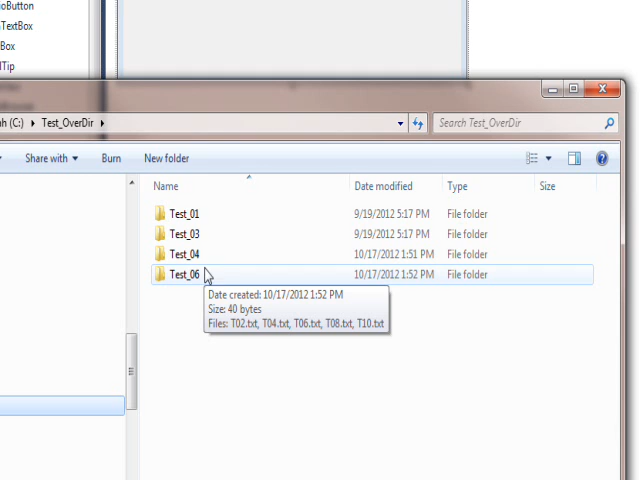 oButton
TextBox
Box
lTip
(C:) Test_OverDir
Search Test_OverDir
Share with Burn New folder
Name Date modified Type Size
Test_01 9/19/2012 5:17 PM File folder
Test_03 9/19/2012 5:17 PM File folder
Test_04 10/17/2012 1:51 PM File folder
Test_06 10/17/2012 1:52 PM File folder
Date created: 10/17/2012 1:52 PM
Size: 40 bytes
Files: T02.txt, T04.txt, T06.txt, T08.txt, T10.txt